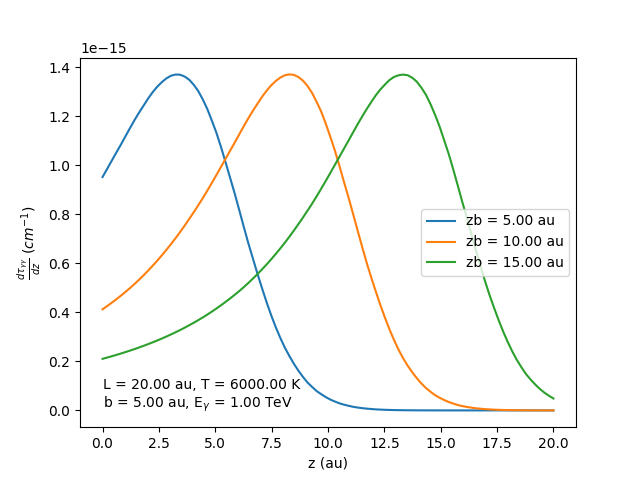 1e−15
1.4
1.2
1.0
0.8
0.6
0.4
0.2
0.0
dτγγ/dz (cm⁻¹)
zb = 5.00 au
zb = 10.00 au
zb = 15.00 au
L = 20.00 au, T = 6000.00 K
b = 5.00 au, Eγ = 1.00 TeV
0.0 2.5 5.0 7.5 10.0 12.5 15.0 17.5 20.0
z (au)